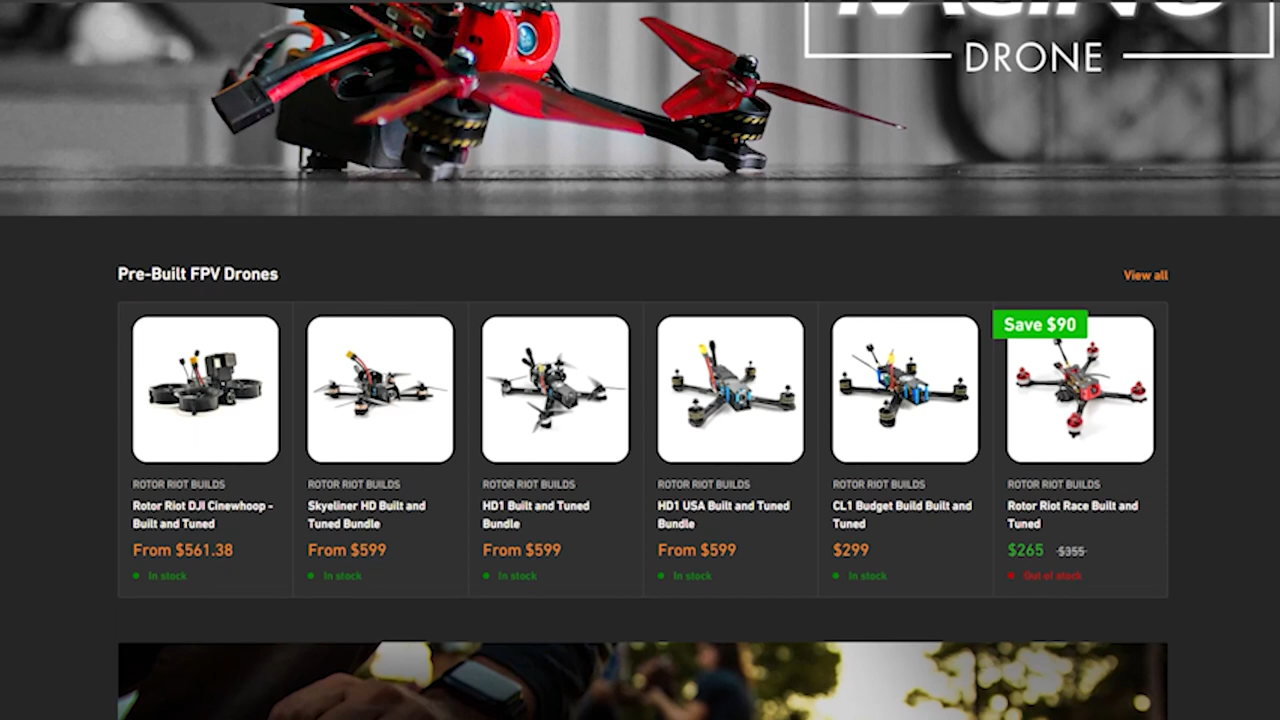 RACING
DRONE
Pre-Built FPV Drones
View all
Save $90
ROTOR RIOT BUILDS
Rotor Riot DJI Cinewhoop -
Built and Tuned
From $561.38
In stock
ROTOR RIOT BUILDS
Skyeliner HD Built and
Tuned Bundle
From $599
In stock
ROTOR RIOT BUILDS
HD1 Built and Tuned
Bundle
From $599
In stock
ROTOR RIOT BUILDS
HD1 USA Built and Tuned
Bundle
From $599
In stock
ROTOR RIOT BUILDS
CL1 Budget Build Built and
Tuned
$299
In stock
ROTOR RIOT BUILDS
Rotor Riot Race Built and
Tuned
$265 $355
Out of stock